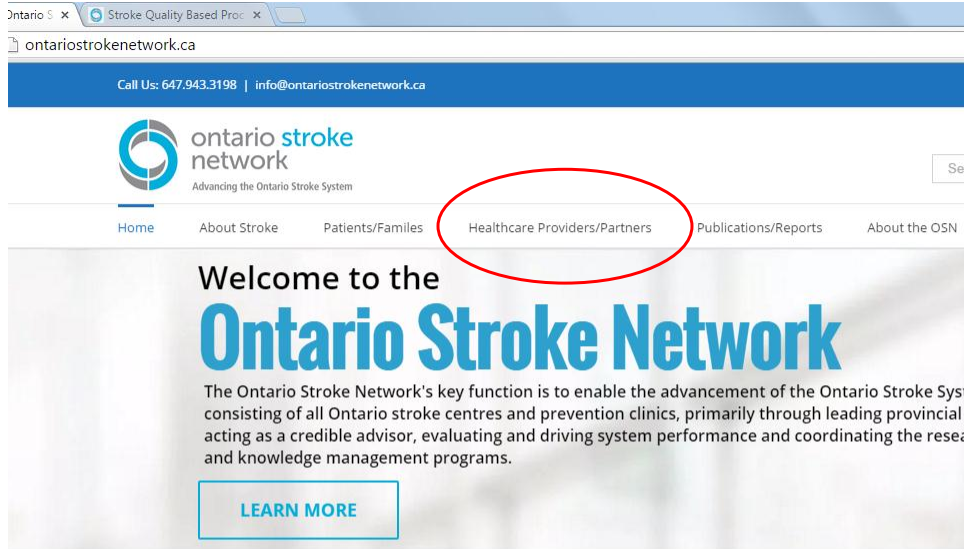 Ontario S × Stroke Quality Based Proc ×
ontariostrokenetwork.ca
Call Us: 647.943.3198 | info@ontariostrokenetwork.ca
ontario stroke
network
Advancing the Ontario Stroke System
Se
Home About Stroke Patients/Familes Healthcare Providers/Partners Publications/Reports About the OSN
Welcome to the
Ontario Stroke Network
The Ontario Stroke Network's key function is to enable the advancement of the Ontario Stroke Sys
consisting of all Ontario stroke centres and prevention clinics, primarily through leading provincial
acting as a credible advisor, evaluating and driving system performance and coordinating the resea
and knowledge management programs.
LEARN MORE